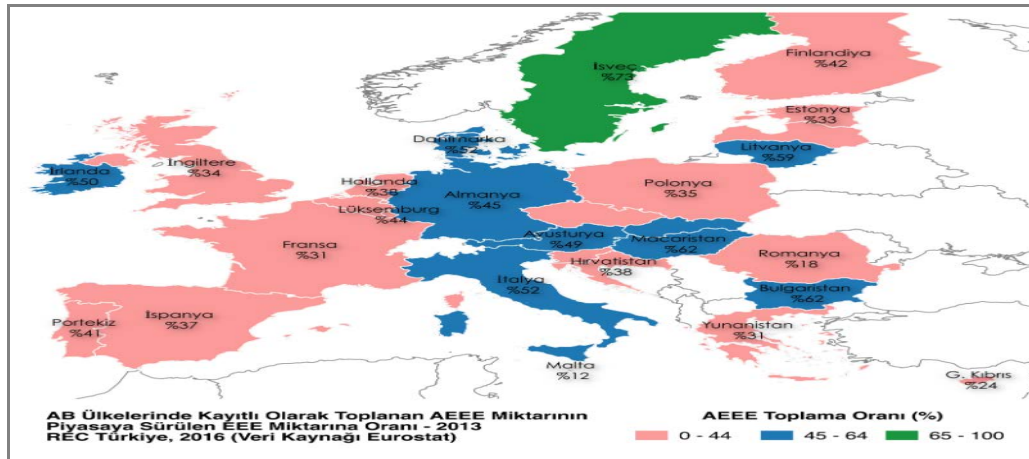 İsveç
%73
Finlandiya
%42
Estonya
%33
Danimarka
%52
Litvanya
%59
İrlanda
%50
İngiltere
%34
Hollanda
%38
Almanya
%45
Polonya
%35
Lüksemburg
%44
Avusturya
%49
Macaristan
%62
Fransa
%31
Hırvatistan
%38
Romanya
%18
İtalya
%52
Bulgaristan
%62
Portekiz
%41
İspanya
%37
Yunanistan
%31
Malta
%12
G. Kıbrıs
%24
AB Ülkelerinde Kayıtlı Olarak Toplanan AEEE Miktarının
Piyasaya Sürülen EEE Miktarına Oranı - 2013
REC Türkiye, 2016 (Veri Kaynağı Eurostat)
AEEE Toplama Oranı (%)
0 - 44
45 - 64
65 - 100